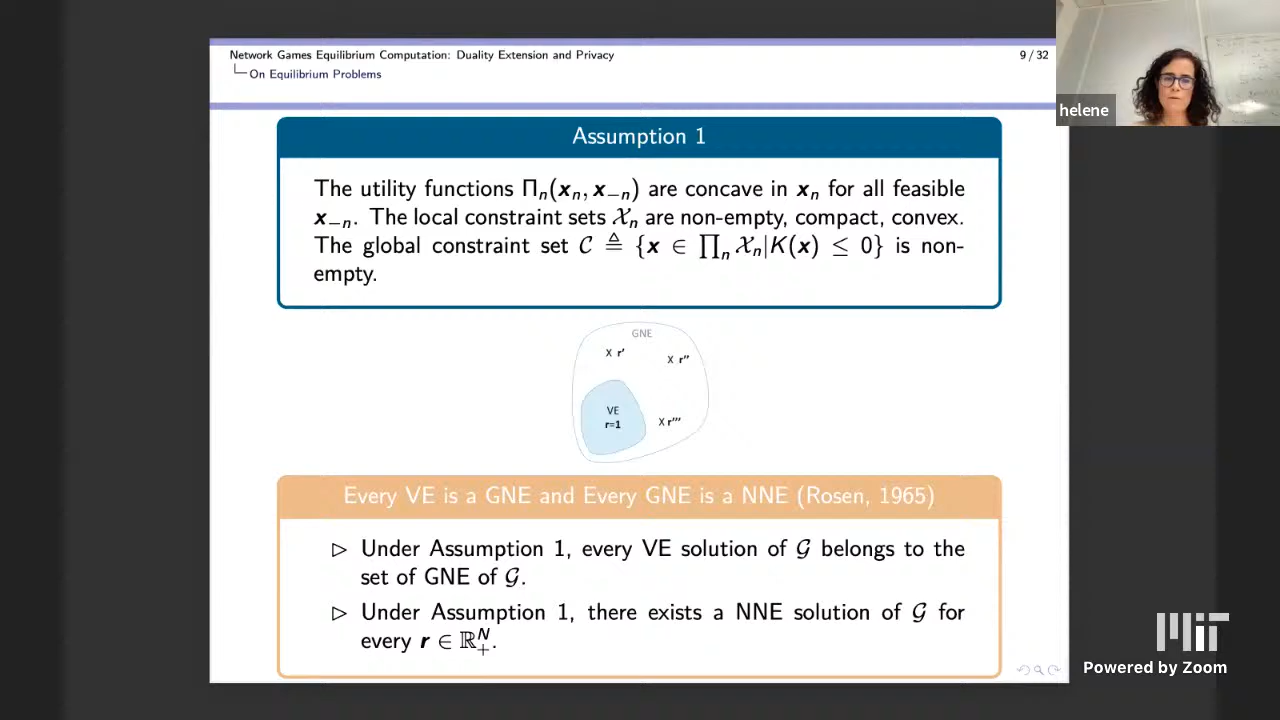 Network Games Equilibrium Computation: Duality Extension and Privacy
9 / 32
On Equilibrium Problems
helene
Assumption 1
The utility functions Πₙ(𝒙ₙ, 𝒙₋ₙ) are concave in 𝒙ₙ for all feasible
𝒙₋ₙ. The local constraint sets 𝒳ₙ are non-empty, compact, convex.
The global constraint set 𝒞 ≜ {𝒙 ∈ ∏ₙ 𝒳ₙ|K(𝒙) ≤ 0} is non-
empty.
GNE
X r'
X r''
VE
r=1
X r'''
Every VE is a GNE and Every GNE is a NNE (Rosen, 1965)
▷ Under Assumption 1, every VE solution of 𝒢 belongs to the
set of GNE of 𝒢.
▷ Under Assumption 1, there exists a NNE solution of 𝒢 for
every 𝒓 ∈ ℝ₊ᴺ.
MIT
Powered by Zoom